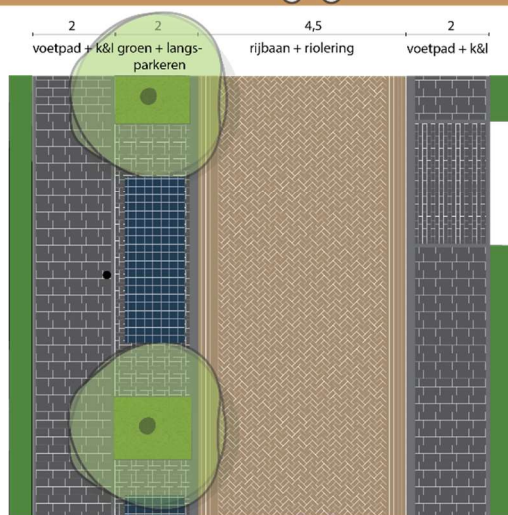 2 2 4,5 2
voetpad + k&l groen + langs- rijbaan + riolering voetpad + k&l
parkeren